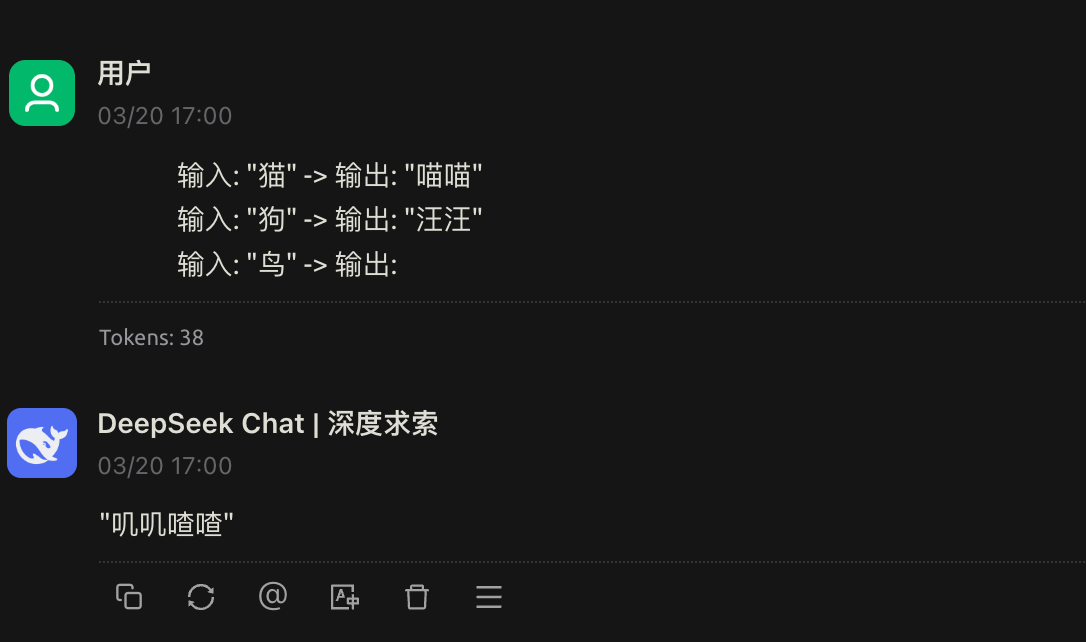 用户
03/20 17:00
输入: "猫" -> 输出: "喵喵"
输入: "狗" -> 输出: "汪汪"
输入: "鸟" -> 输出:
Tokens: 38
DeepSeek Chat | 深度求索
03/20 17:00
"叽叽喳喳"